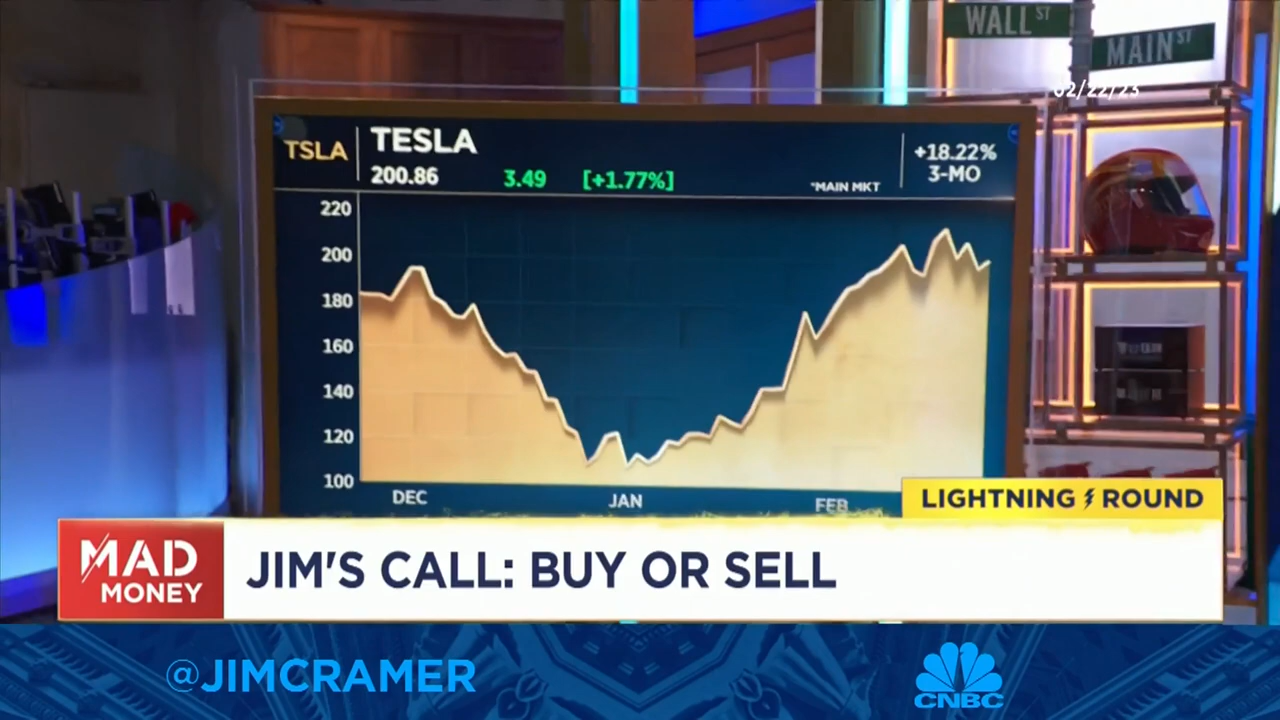 WALL ST
MAIN ST
02/22/23
TSLA
TESLA
200.86 3.49 [+1.77%]
*MAIN MKT
+18.22%
3-MO
220
200
180
160
140
120
100
DEC JAN FEB
LIGHTNING ROUND
MAD
MONEY
JIM'S CALL: BUY OR SELL
@JIMCRAMER
CNBC